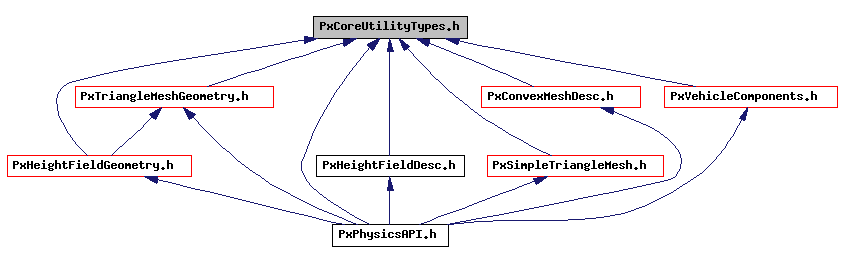 PxCoreUtilityTypes.h
PxTriangleMeshGeometry.h
PxConvexMeshDesc.h
PxVehicleComponents.h
PxHeightFieldGeometry.h
PxHeightFieldDesc.h
PxSimpleTriangleMesh.h
PxPhysicsAPI.h